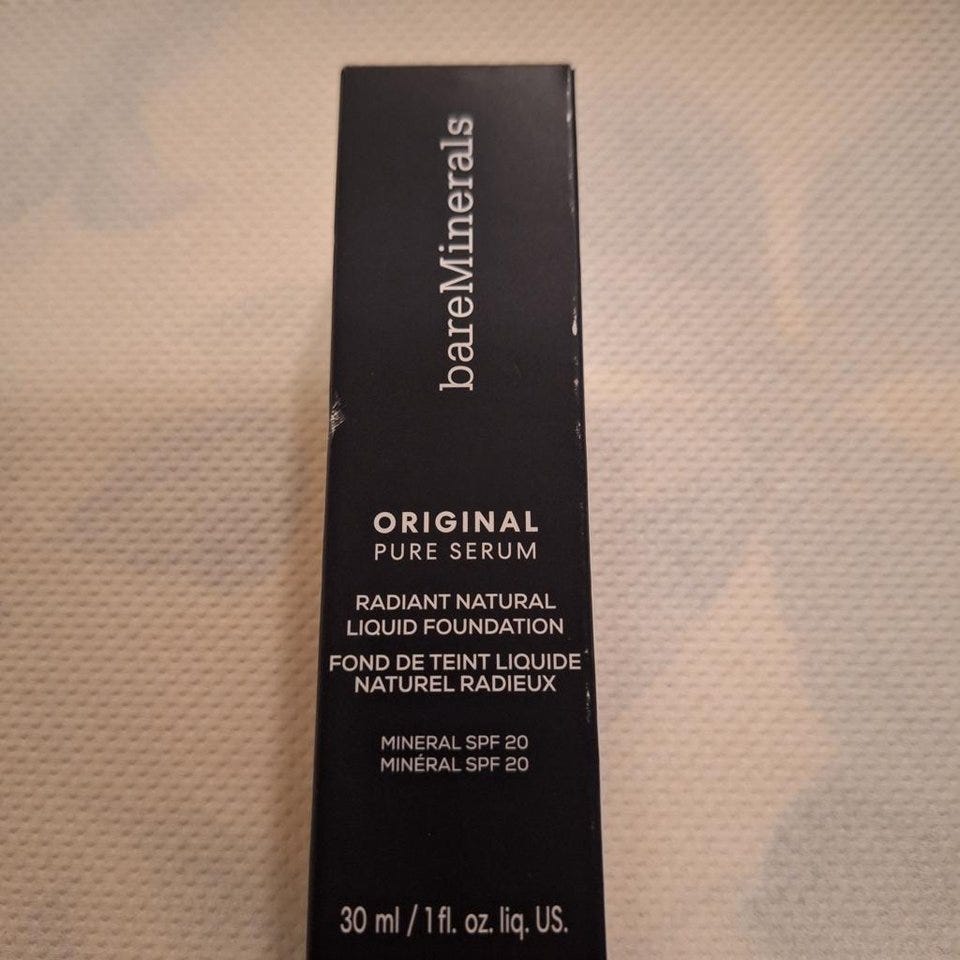 bareMinerals
ORIGINAL
PURE SERUM
RADIANT NATURAL
LIQUID FOUNDATION
FOND DE TEINT LIQUIDE
NATUREL RADIEUX
MINERAL SPF 20
MINÉRAL SPF 20
30 ml / 1 fl. oz. liq. US.